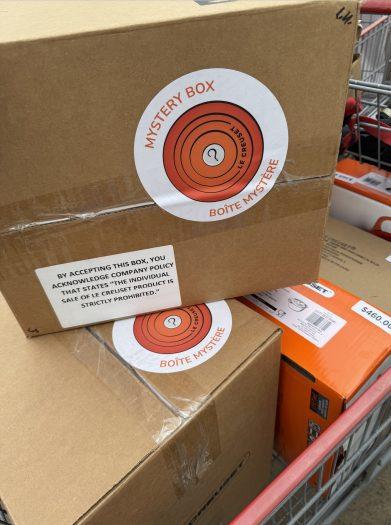 MYSTERY BOX
LE CREUSET
?
BOÎTE MYSTÈRE
BY ACCEPTING THIS BOX, YOU
ACKNOWLEDGE COMPANY POLICY
THAT STATES "THE INDIVIDUAL
SALE OF LE CREUSET PRODUCT IS
STRICTLY PROHIBITED."
LE CREUSET
?
BOÎTE MYSTÈRE
$460.00